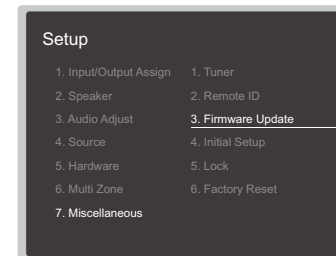 Setup
1. Input/Output Assign
2. Speaker
3. Audio Adjust
4. Source
5. Hardware
6. Multi Zone
7. Miscellaneous
1. Tuner
2. Remote ID
3. Firmware Update
4. Initial Setup
5. Lock
6. Factory Reset